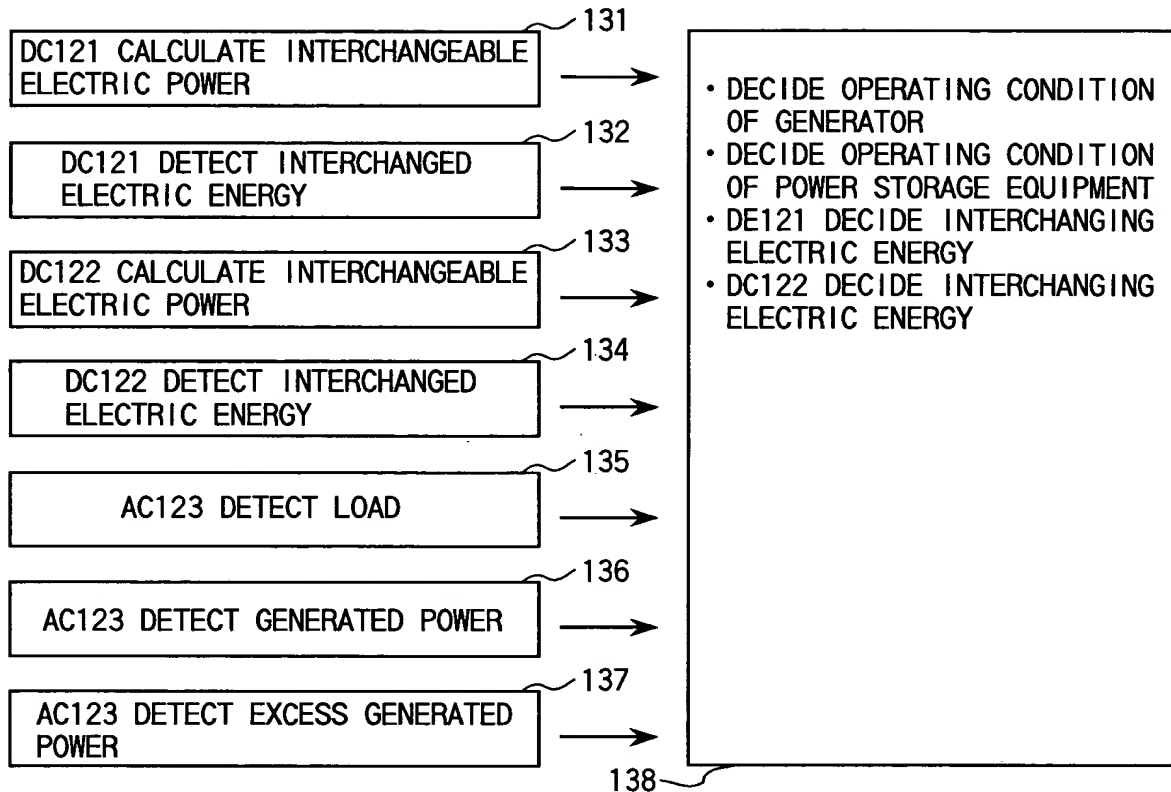 131
DC121 CALCULATE INTERCHANGEABLE
ELECTRIC POWER
132
DC121 DETECT INTERCHANGED
ELECTRIC ENERGY
133
DC122 CALCULATE INTERCHANGEABLE
ELECTRIC POWER
134
DC122 DETECT INTERCHANGED
ELECTRIC ENERGY
135
AC123 DETECT LOAD
136
AC123 DETECT GENERATED POWER
137
AC123 DETECT EXCESS GENERATED
POWER
• DECIDE OPERATING CONDITION
OF GENERATOR
• DECIDE OPERATING CONDITION
OF POWER STORAGE EQUIPMENT
• DE121 DECIDE INTERCHANGING
ELECTRIC ENERGY
• DC122 DECIDE INTERCHANGING
ELECTRIC ENERGY
138